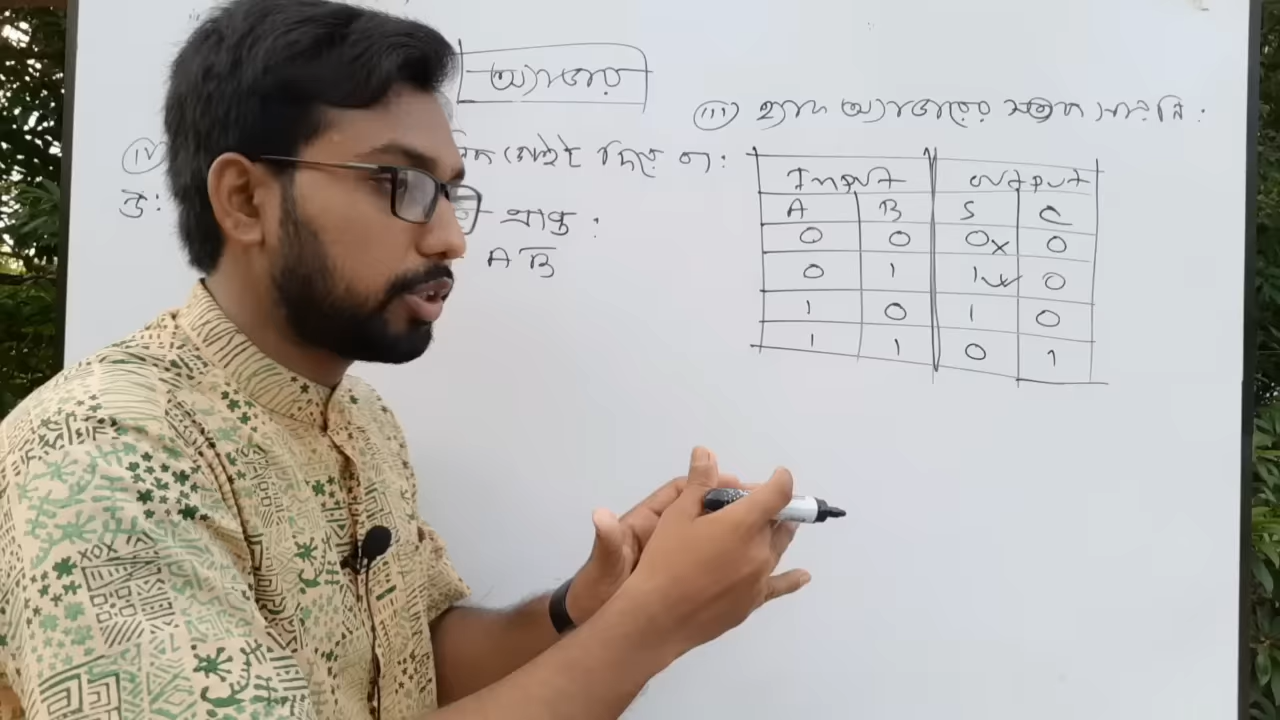 অ্যাডার
(iii) হাফ অ্যাডারের সত্যক সারণি :
(iv)
মৌলিক গেইট দিয়ে
উ:
প্রাপ্ত :
A B̅
Input Output
A B S C
0 0 0 x 0
0 1 1 ✓ 0
1 0 1 0
1 1 0 1